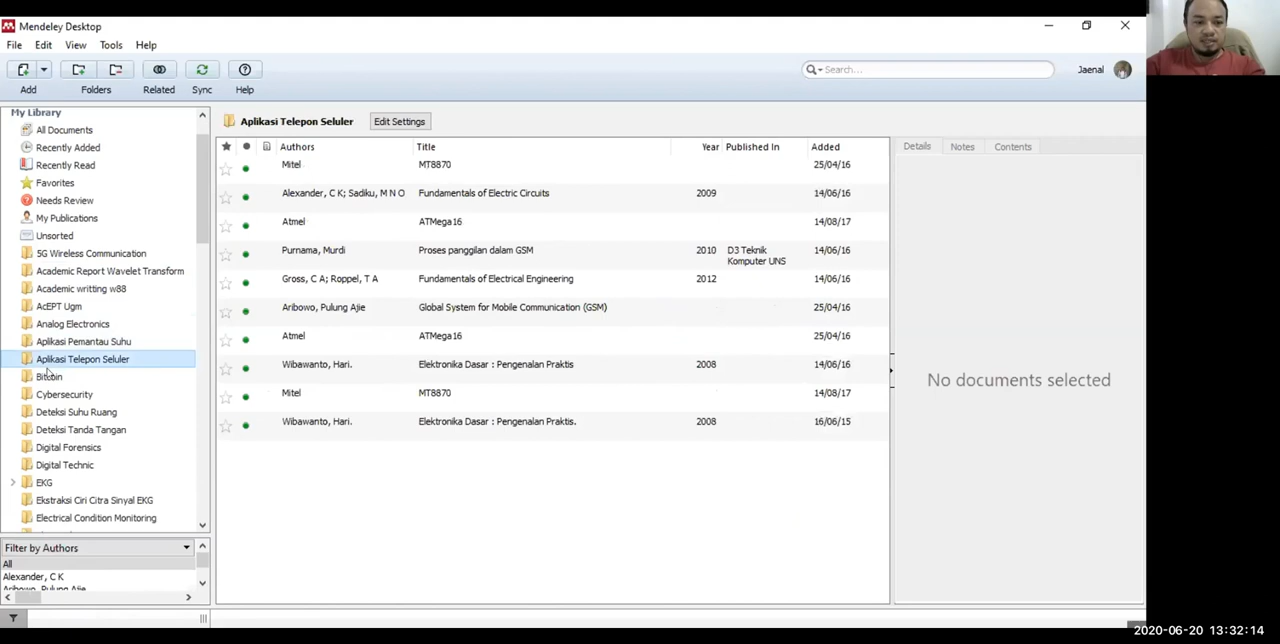 Mendeley Desktop
File Edit View Tools Help
Search...
Jaenal
Add Folders Related Sync Help
My Library
All Documents
Recently Added
Recently Read
Favorites
Needs Review
My Publications
Unsorted
5G Wireless Communication
Academic Report Wavelet Transform
Academic writting w88
AcEPT Ugm
Analog Electronics
Aplikasi Pemantau Suhu
Aplikasi Telepon Seluler
Bitcoin
Cybersecurity
Deteksi Suhu Ruang
Deteksi Tanda Tangan
Digital Forensics
Digital Technic
EKG
Ekstraksi Ciri Citra Sinyal EKG
Electrical Condition Monitoring
Filter by Authors
All
Alexander, C K
Aribowo, Pulung Ajie
Aplikasi Telepon Seluler Edit Settings
Authors Title Year Published In Added
Mitel MT8870 25/04/16
Alexander, C K; Sadiku, M N O Fundamentals of Electric Circuits 2009 14/06/16
Atmel ATMega16 14/08/17
Purnama, Murdi Proses panggilan dalam GSM 2010 D3 Teknik 14/06/16
Komputer UNS
Gross, C A; Roppel, T A Fundamentals of Electrical Engineering 2012 14/06/16
Aribowo, Pulung Ajie Global System for Mobile Communication (GSM) 25/04/16
Atmel ATMega16 25/04/16
Wibawanto, Hari. Elektronika Dasar : Pengenalan Praktis 2008 14/06/16
Mitel MT8870 14/08/17
Wibawanto, Hari. Elektronika Dasar : Pengenalan Praktis. 2008 16/06/15
Details Notes Contents
No documents selected
2020-06-20 13:32:14